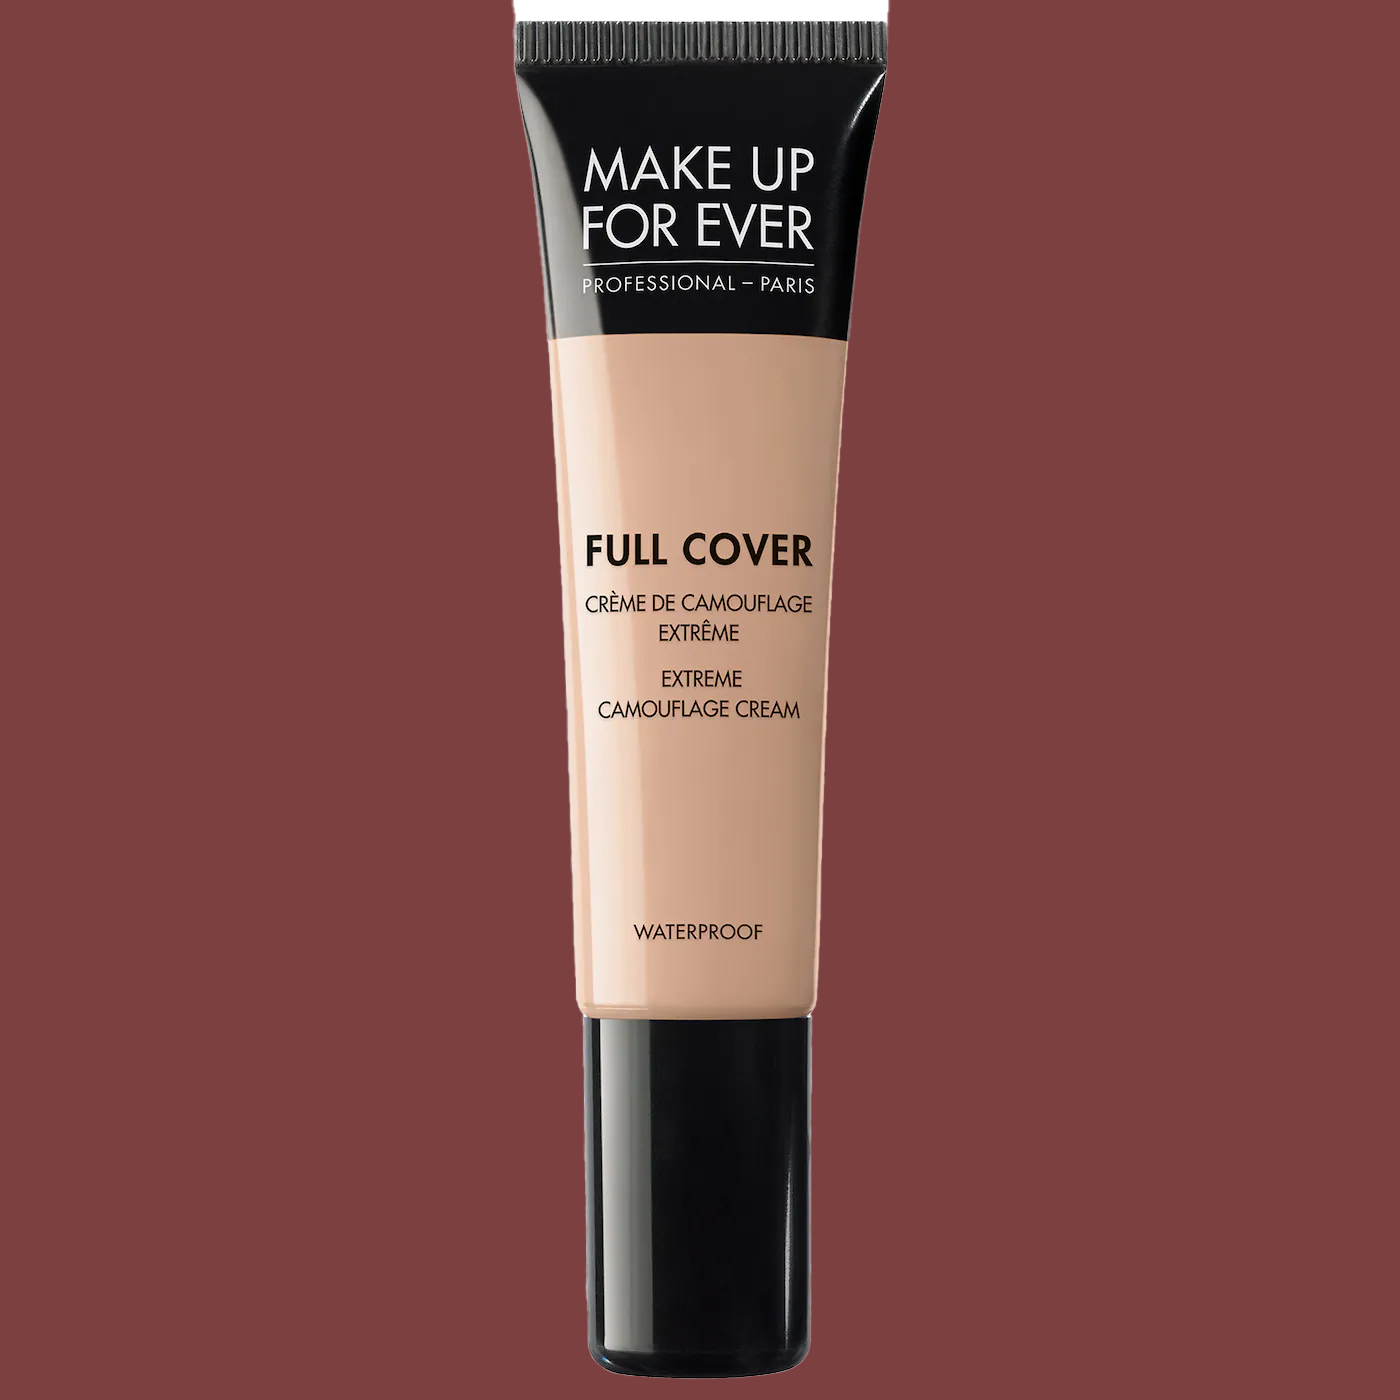 MAKE UP
FOR EVER
PROFESSIONAL – PARIS
FULL COVER
CRÈME DE CAMOUFLAGE
EXTRÊME
EXTREME
CAMOUFLAGE CREAM
WATERPROOF